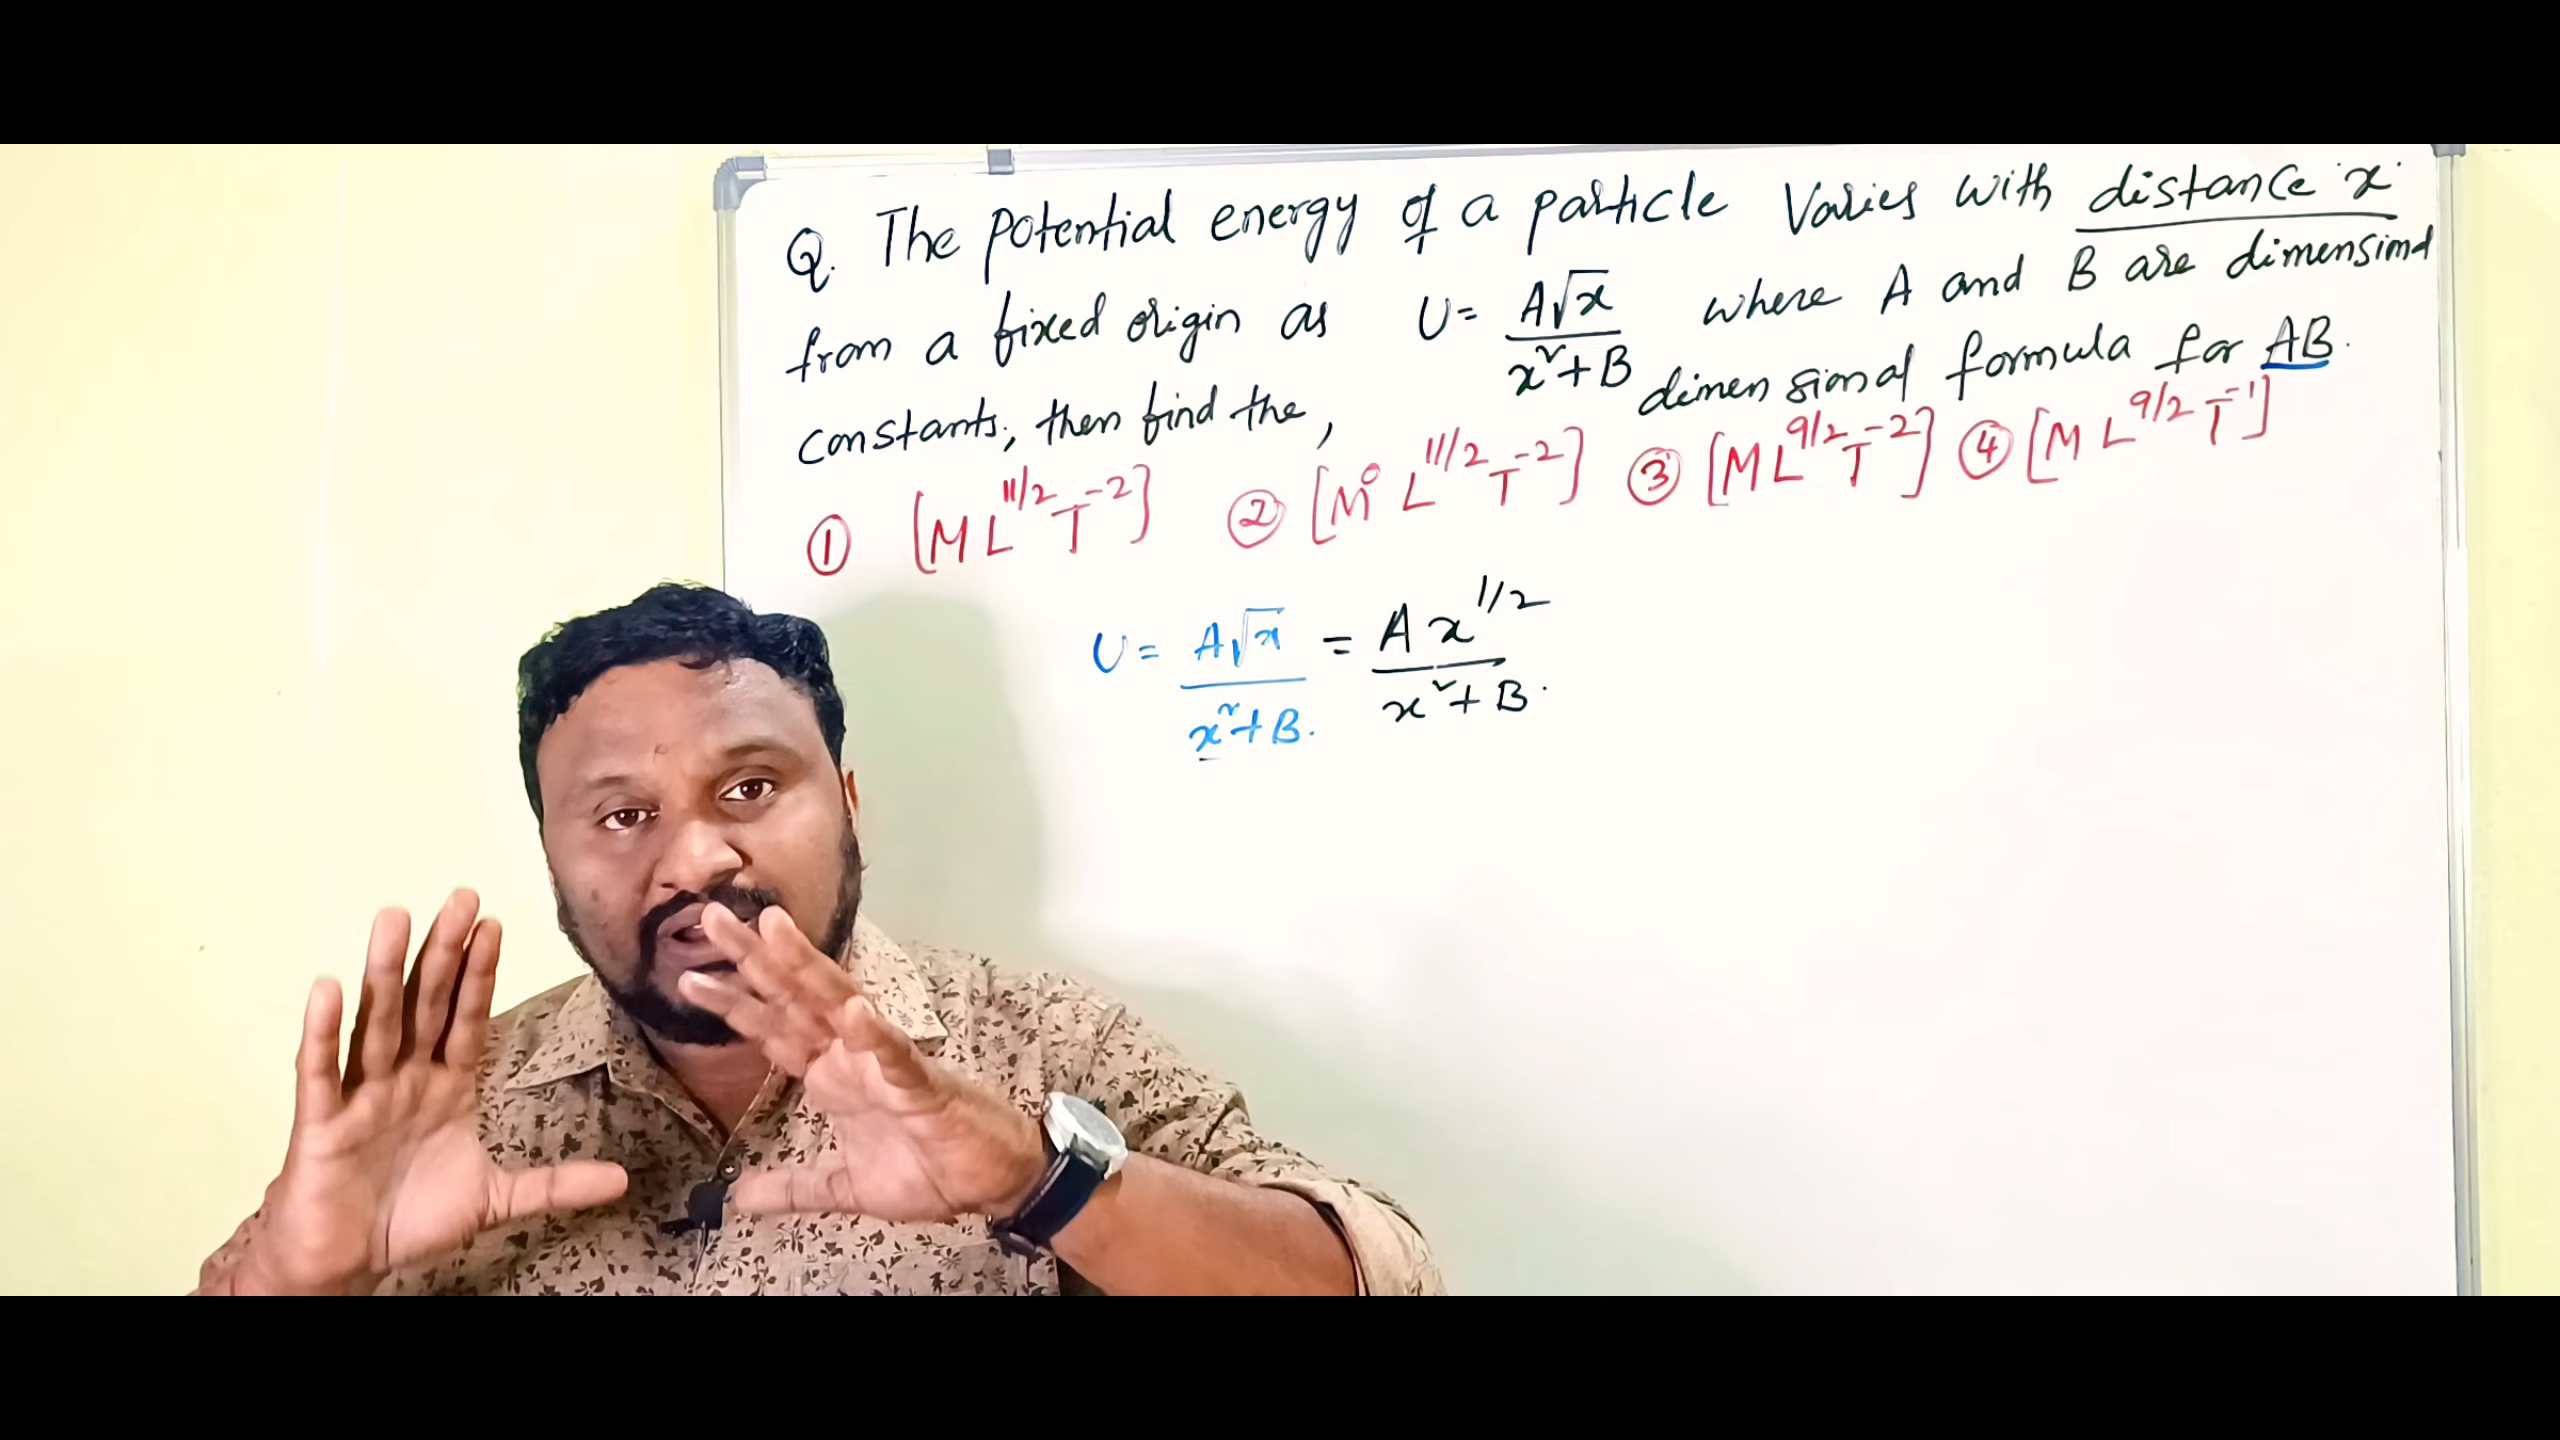 Q. The potential energy of a particle Varies with distance 'x'
from a fixed origin as U = A√x / x²+B where A and B are dimensional
constants, then find the, dimensional formula for AB.
① [M L^11/2 T^-2] ② [M^0 L^11/2 T^-2] ③ [M L^9/2 T^-2] ④ [M L^9/2 T^-1]
U = A√x / x²+B. = A x^1/2 / x²+B.